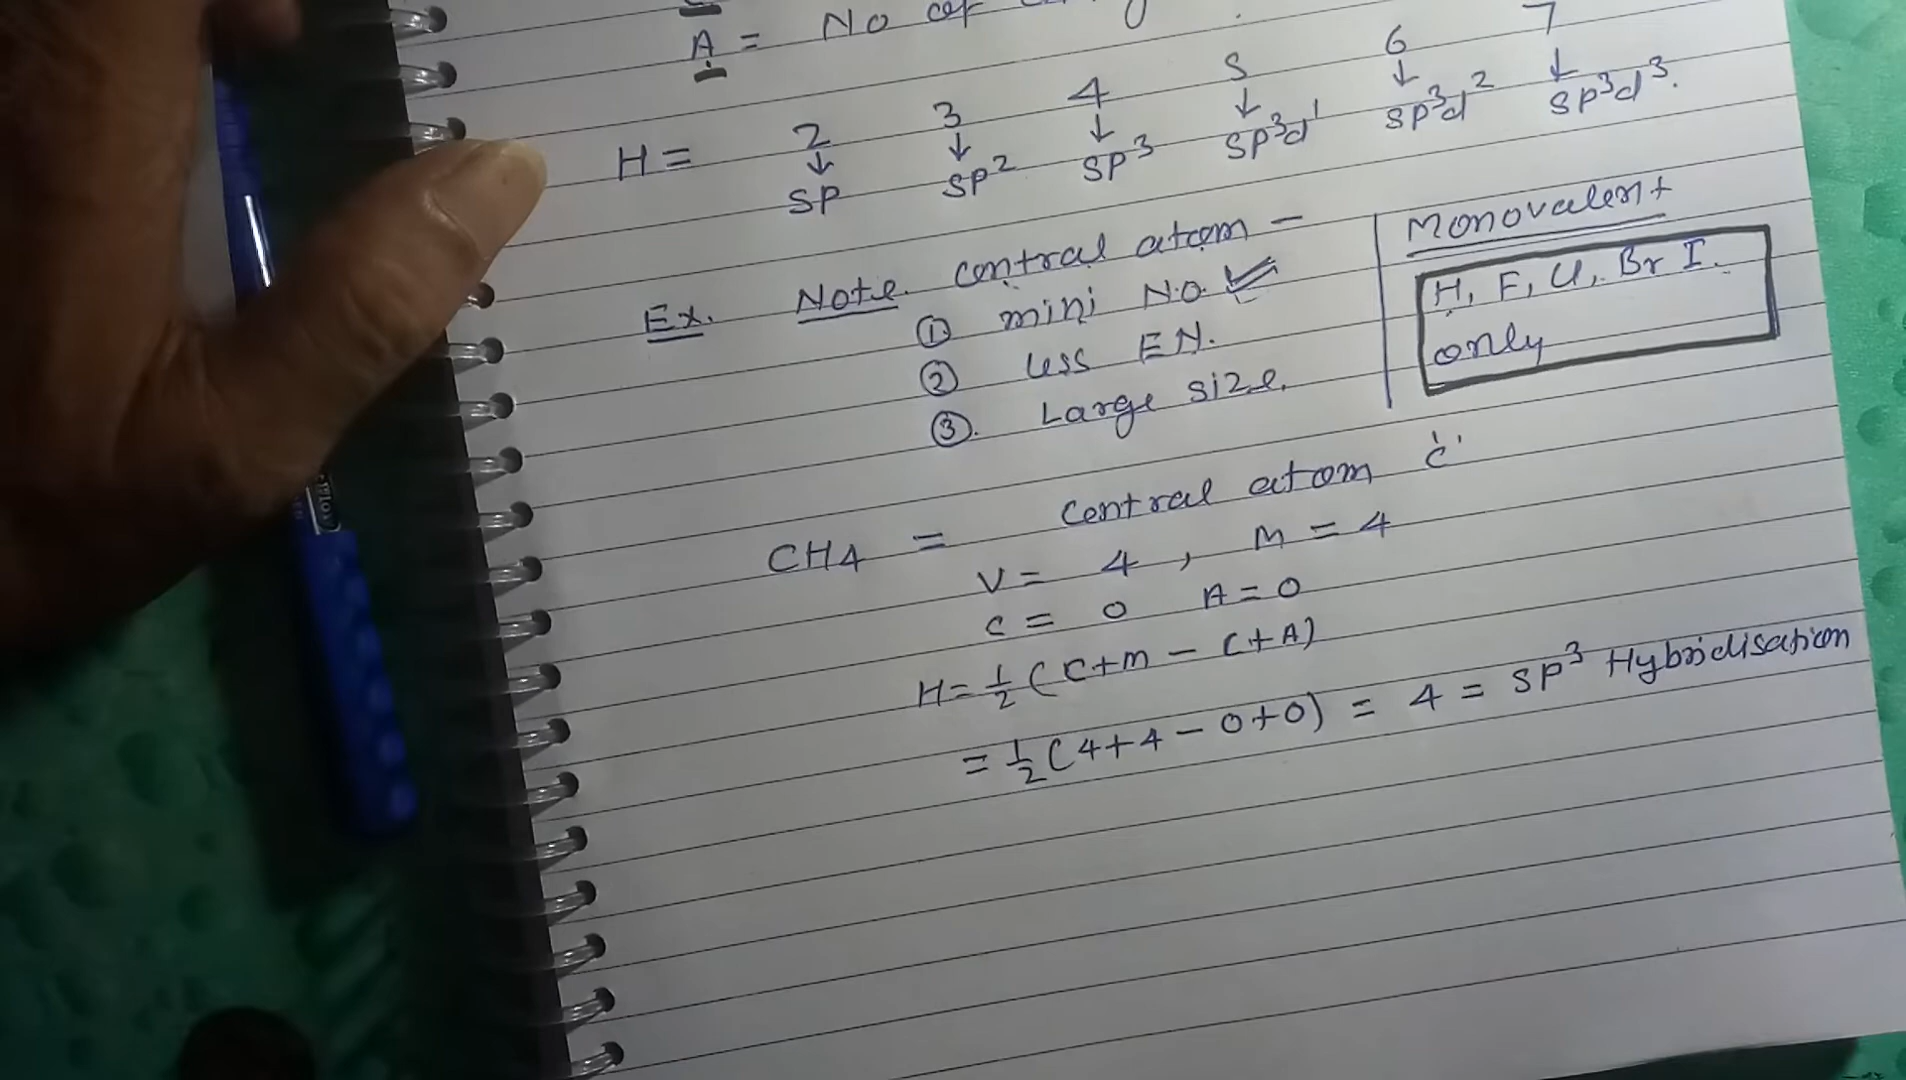 A = No of
H = 2 3 4 5 6 7
↓ ↓ ↓ ↓ ↓ ↓
SP SP² SP³ SP³d¹ SP³d² SP³d³.
Ex. Note. Central atom –
① mini No.
② Less EN.
③. Large size.
Monovalent
H, F, Cl, Br I.
only
CH4 = Central atom C
V = 4 , M = 4
C = 0 A = 0
H = 1/2 (C+M – C+A)
= 1/2 (4+4 – 0+0) = 4 = SP³ Hybridisation